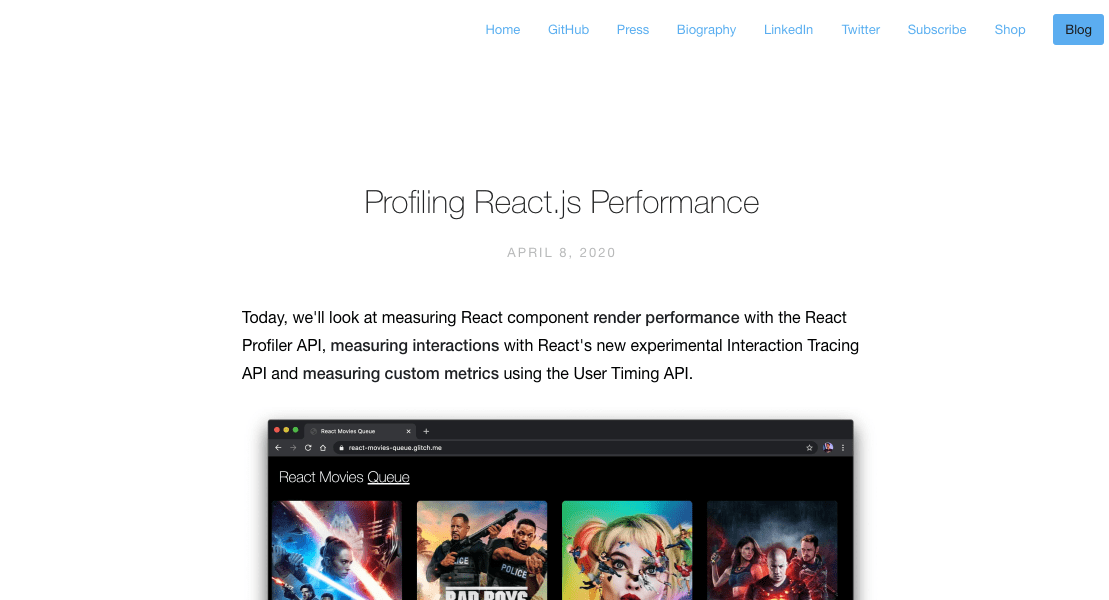 Home GitHub Press Biography LinkedIn Twitter Subscribe Shop Blog
Profiling React.js Performance
APRIL 8, 2020
Today, we'll look at measuring React component render performance with the React
Profiler API, measuring interactions with React's new experimental Interaction Tracing
API and measuring custom metrics using the User Timing API.
React Movies Queue
react-movies-queue.glitch.me
React Movies Queue
POLICE
POLICE
BAD BOYS